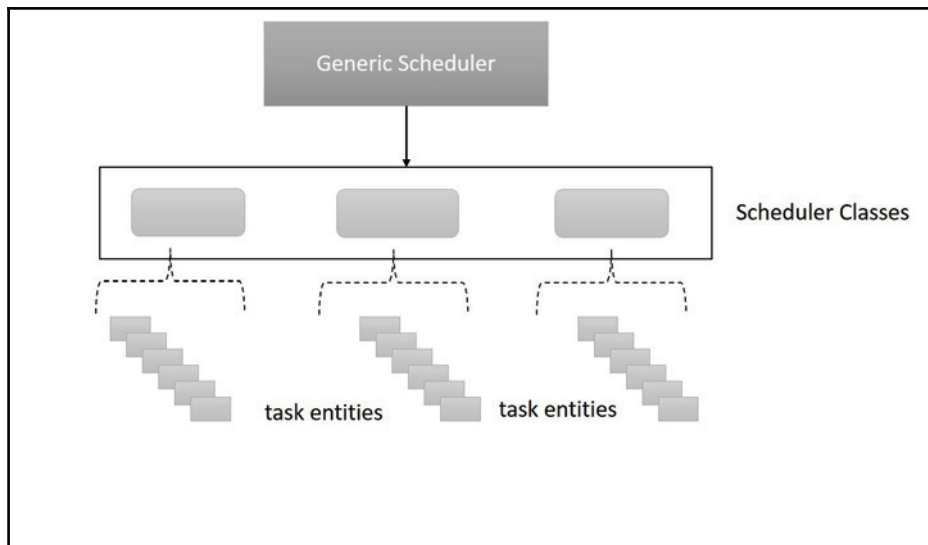 Generic Scheduler
Scheduler Classes
task entities
task entities